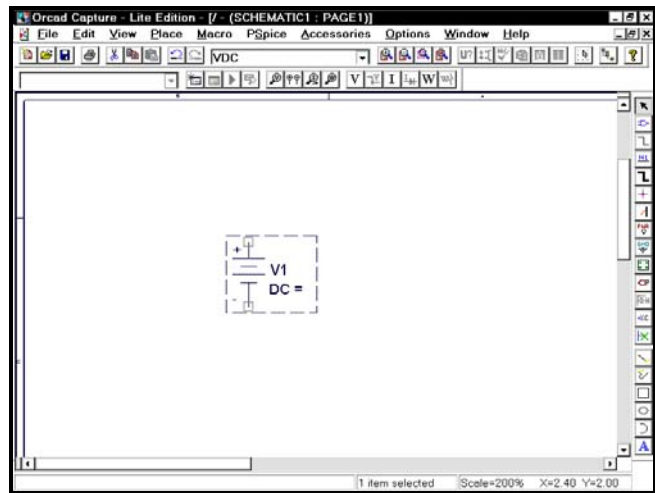 Orcad Capture - Lite Edition - [/ - (SCHEMATIC1 : PAGE1)]
File Edit View Place Macro PSpice Accessories Options Window Help
VDC
U?
V I W
+
V1
DC =
-
N1
A
1 item selected Scale=200% X=2.40 Y=2.00